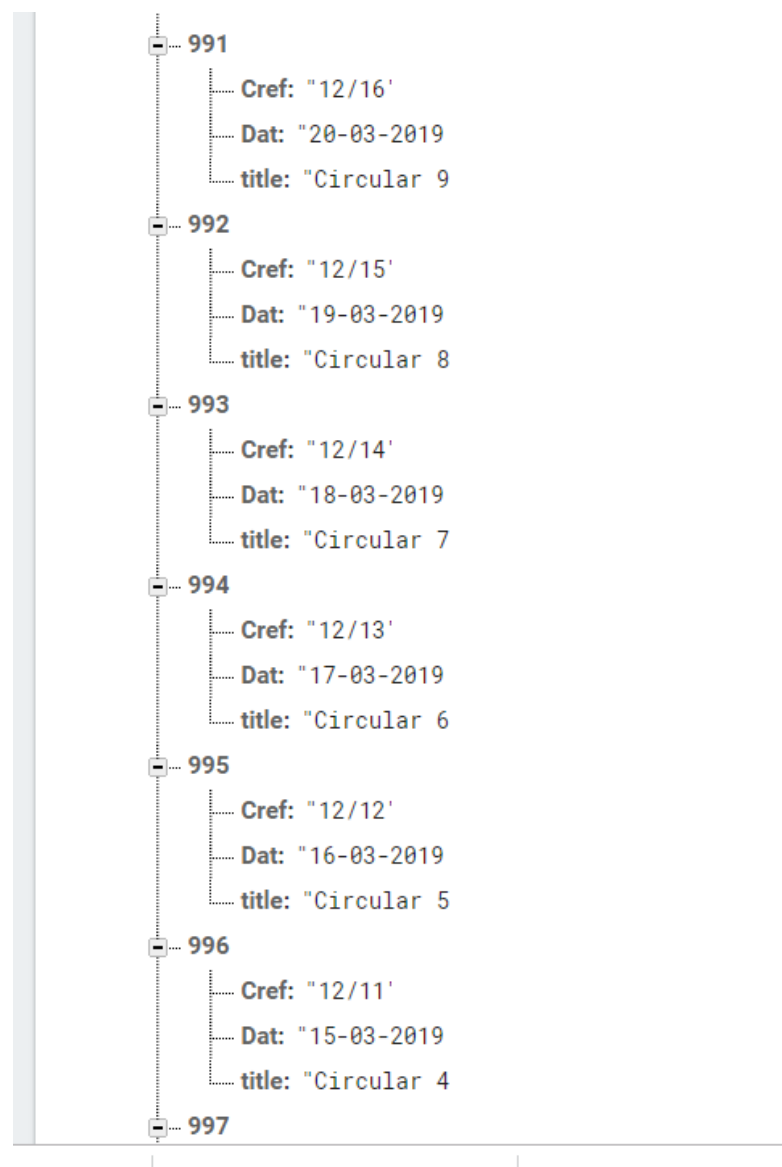 991
Cref: "12/16'
Dat: "20-03-2019
title: "Circular 9
992
Cref: "12/15'
Dat: "19-03-2019
title: "Circular 8
993
Cref: "12/14'
Dat: "18-03-2019
title: "Circular 7
994
Cref: "12/13'
Dat: "17-03-2019
title: "Circular 6
995
Cref: "12/12'
Dat: "16-03-2019
title: "Circular 5
996
Cref: "12/11'
Dat: "15-03-2019
title: "Circular 4
997